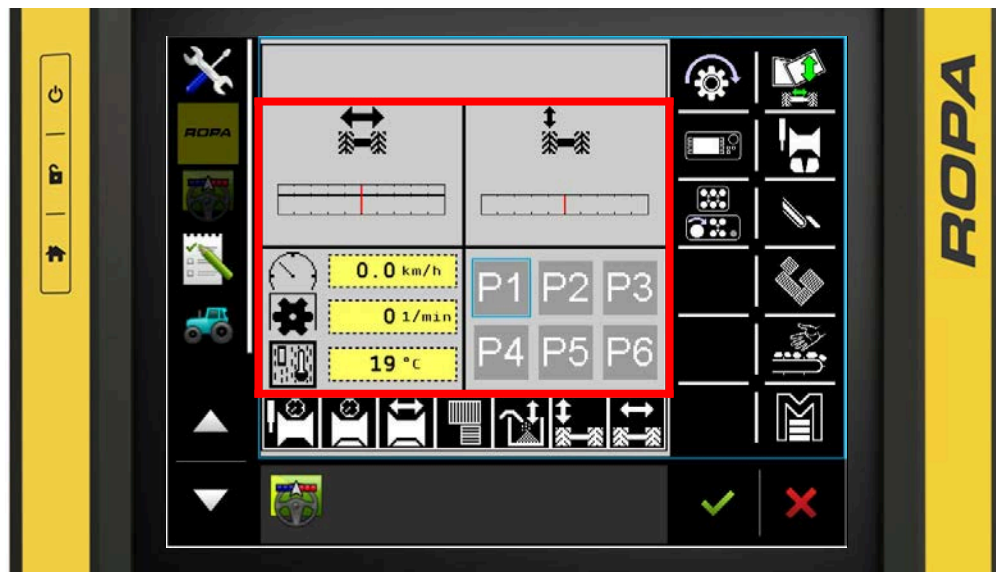 ROPA
ROPA
0.0 km/h
0 1/min
19 °C
P1 P2 P3
P4 P5 P6